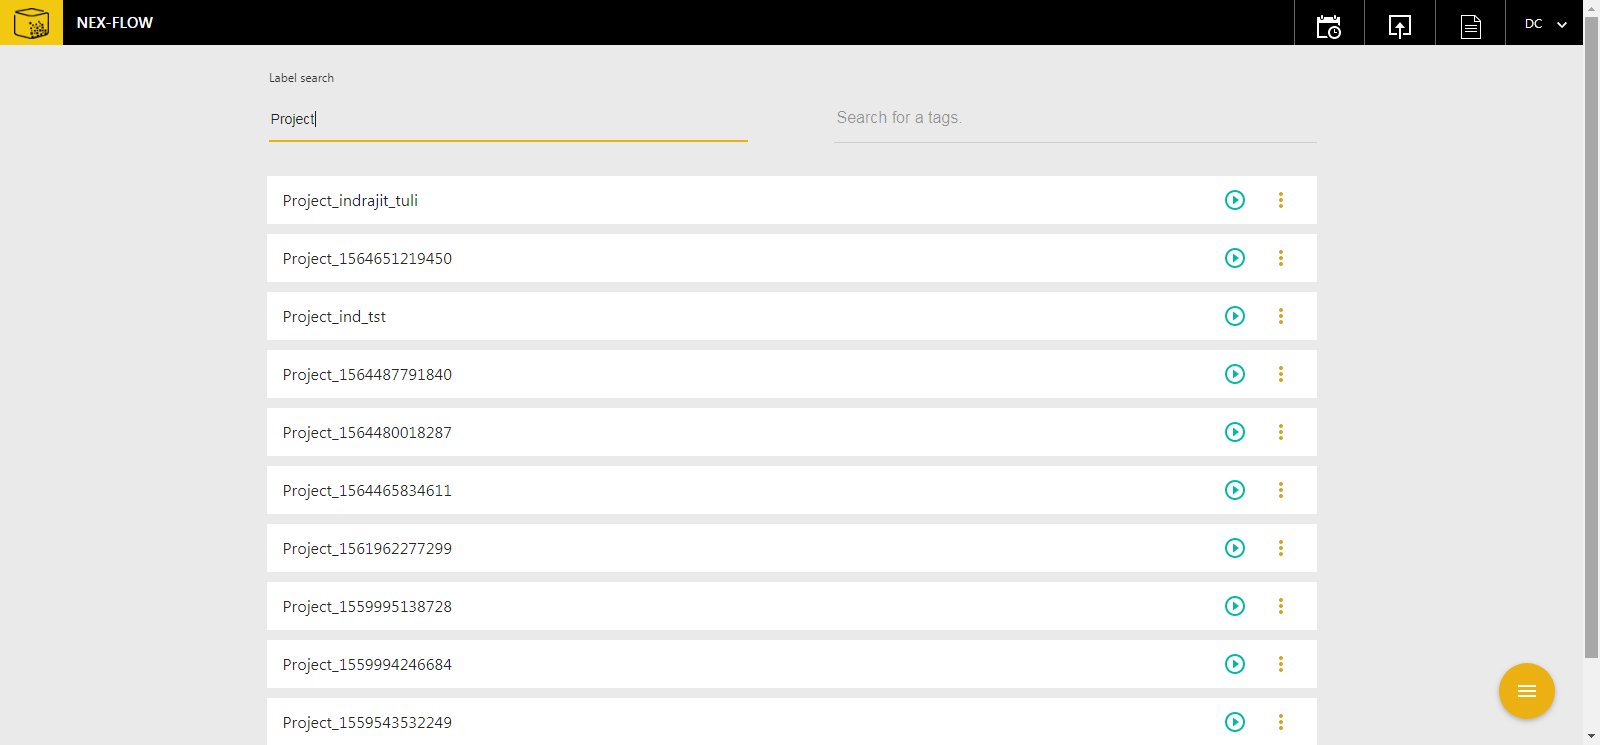 NEX-FLOW
DC
Label search
Project
Search for a tags.
Project_indrajit_tuli
Project_1564651219450
Project_ind_tst
Project_1564487791840
Project_1564480018287
Project_1564465834611
Project_1561962277299
Project_1559995138728
Project_1559994246684
Project_1559543532249